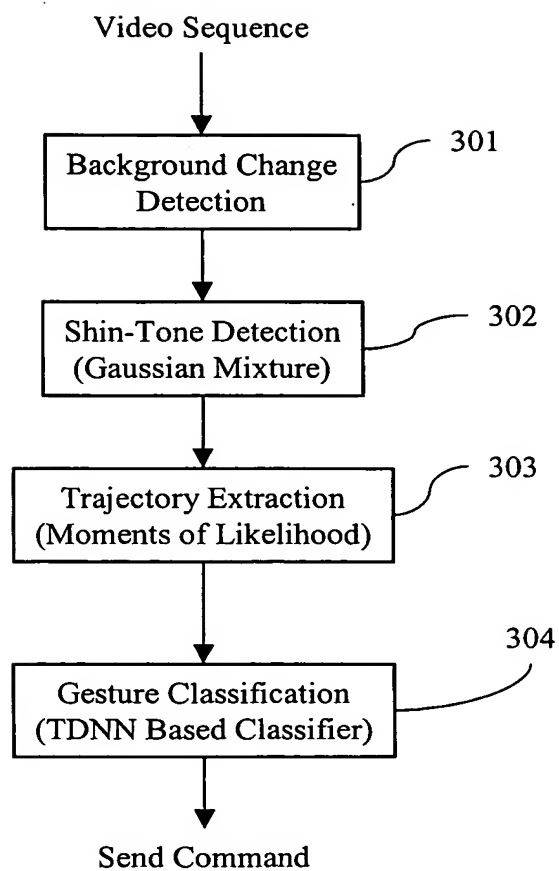 Video Sequence
301
Background Change
Detection
302
Shin-Tone Detection
(Gaussian Mixture)
303
Trajectory Extraction
(Moments of Likelihood)
304
Gesture Classification
(TDNN Based Classifier)
Send Command